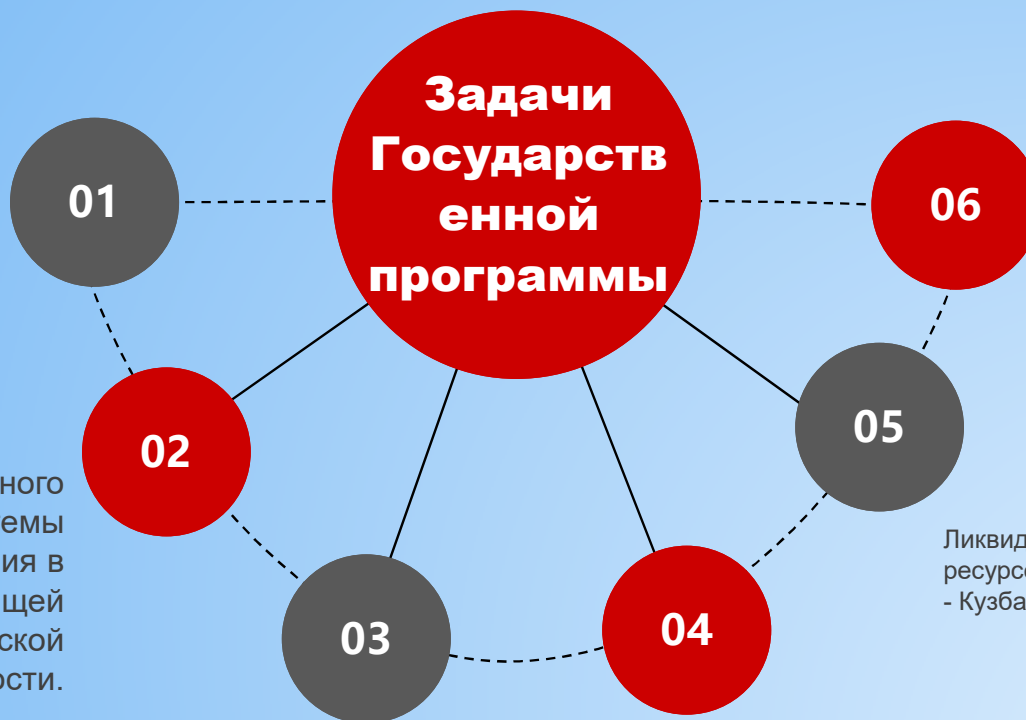 Задачи
Государств
енной
программы
01
06
02
05
03
04
ного
темы
ия в
щей
ской
ости.
Ликвид
ресурс
- Кузба